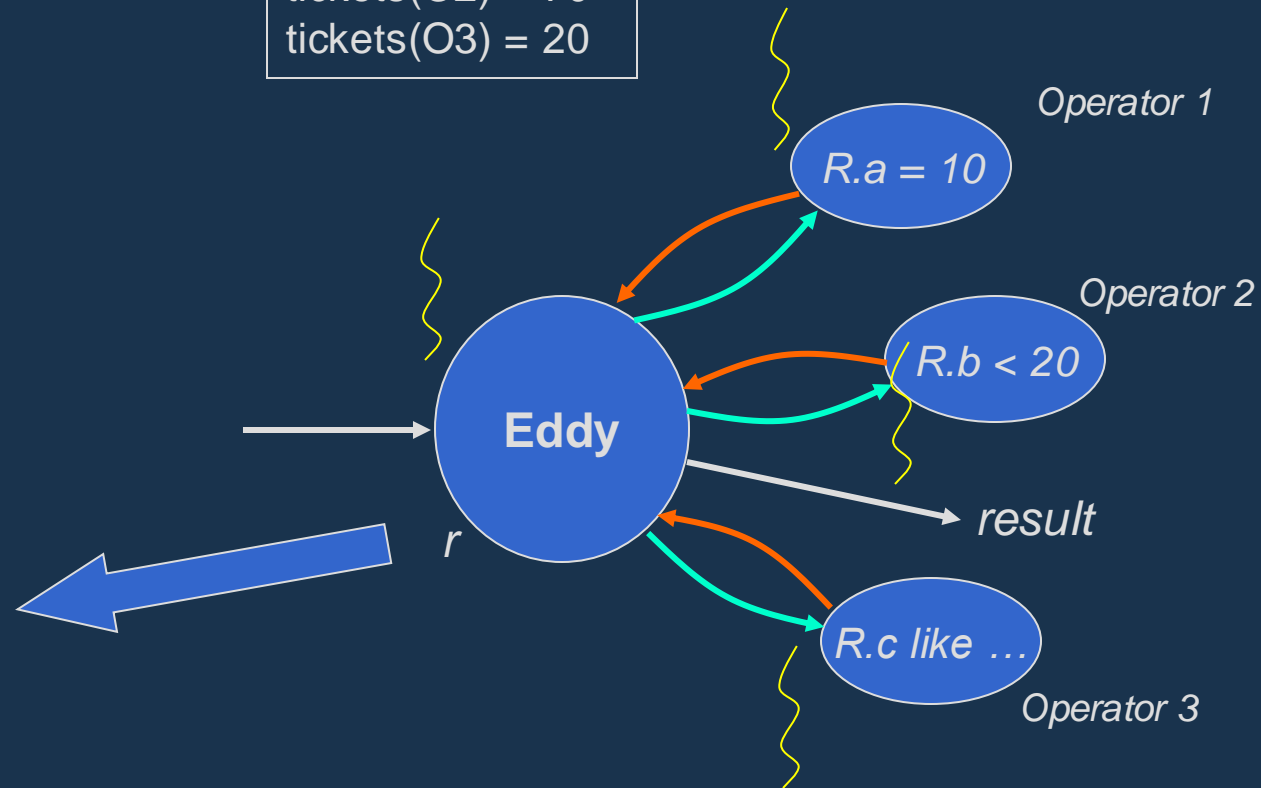 tickets(O3) = 20
Operator 1
R.a = 10
Operator 2
R.b < 20
Eddy
result
r
R.c like …
Operator 3